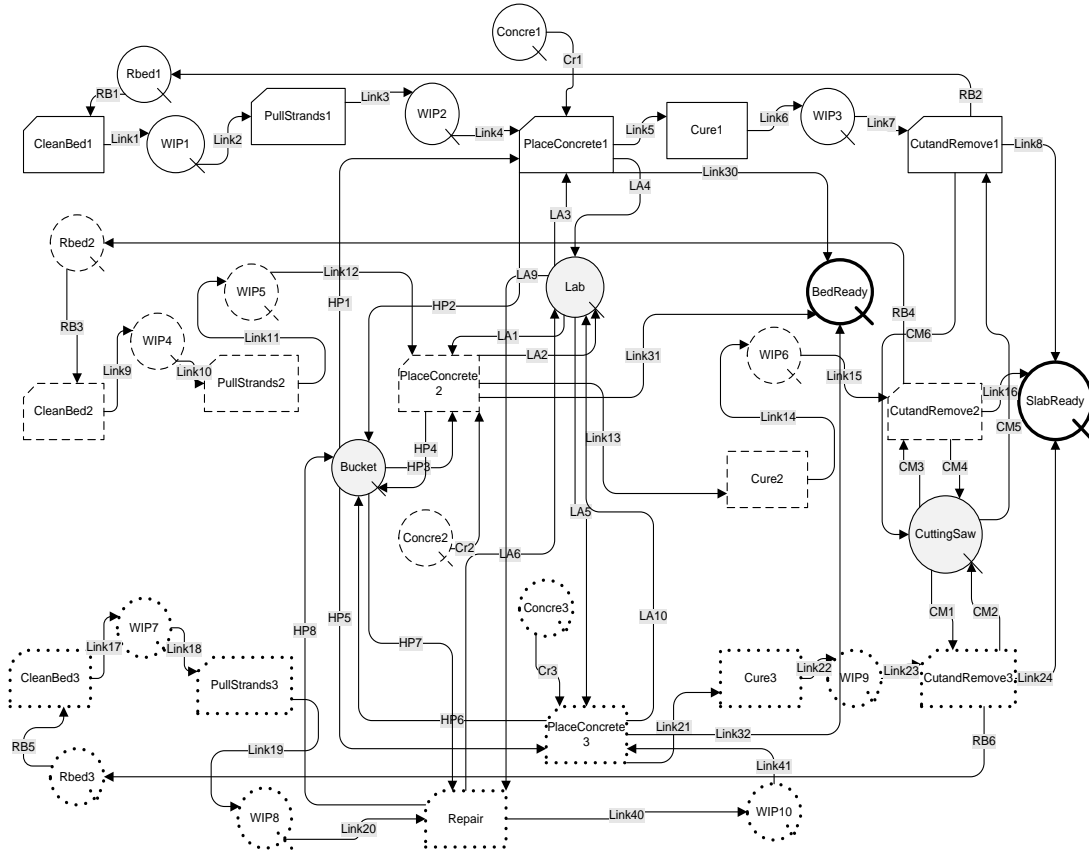 Concre1
Cr1
Rbed1
RB1
RB2
Link3
CleanBed1
Link1
WIP1
Link2
PullStrands1
WIP2
Link4
PlaceConcrete1
Link5
Cure1
Link6
WIP3
Link7
CutandRemove1
Link8
Link30
LA4
LA3
Rbed2
WIP5
Link12
LA9
Lab
BedReady
HP1
HP2
RB3
RB4
WIP4
Link11
LA1
CM6
Link9
Link10
PullStrands2
LA2
Link31
WIP6
Link15
CleanBed2
PlaceConcrete
2
Link16
SlabReady
CutandRemove2
Link14
CM5
Link13
HP4
HP3
Bucket
CM3
CM4
Cure2
LA5
Concre2
Cr2
LA6
CuttingSaw
Concre3
CM1
CM2
HP5
LA10
HP8
WIP7
HP7
Link17
Link18
CleanBed3
PullStrands3
Cr3
Cure3
Link22
WIP9
Link23
CutandRemove3
Link24
HP6
PlaceConcrete
3
Link21
Link32
RB5
Link19
RB6
Rbed3
Link41
WIP8
Link20
Repair
Link40
WIP10